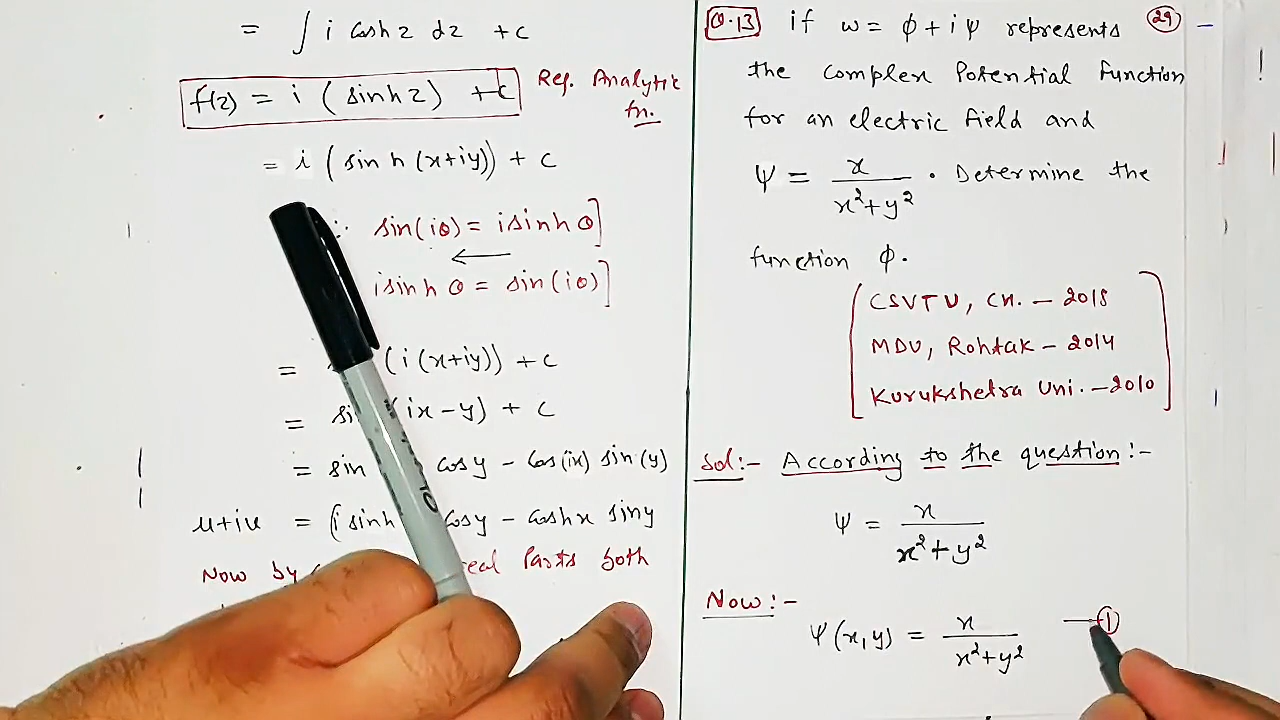 = ∫ i cosh z dz + c
f(z) = i (sinh z) + c Rep. Analytic
fn.
= i (sin h (x+iy)) + c
∵ sin(iθ) = i sinh θ]
i sinh θ = sin(iθ)]
= (i (x+iy)) + c
= (ix - y) + c
= sin cos y - cos(ix) sin(y)
u+iv = (i sinh cos y - cosh x sin y
Now by real Parts both
Q.13 if w = ϕ + i ψ represents 29
the complex Potential function
for an electric field and
ψ = x / x²+y² . Determine the
function ϕ.
[CSVTU, CH. - 2018
MDU, Rohtak - 2014
Kurukshetra Uni. - 2010]
Sol:- According to the question:-
ψ = x / x²+y²
Now:-
ψ(x,y) = x / x²+y² — ①